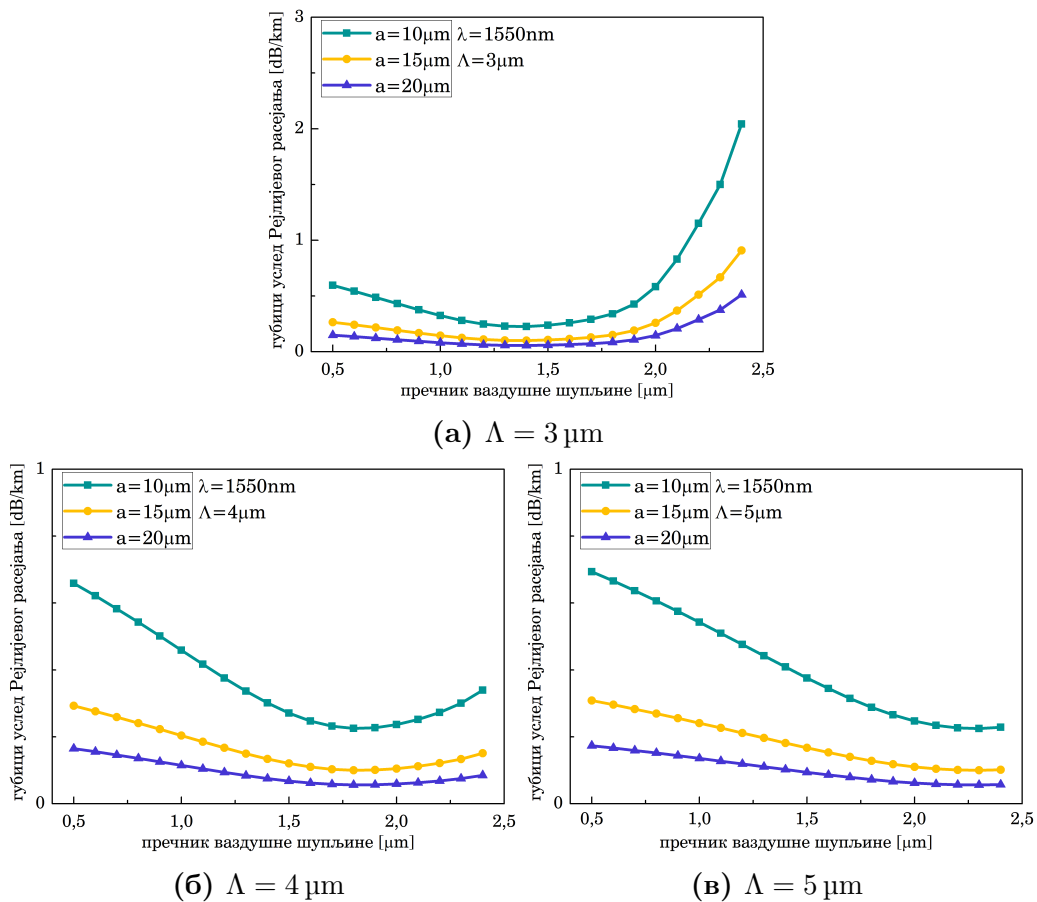 губици услед Рејлијевог расејања [dB/km]
3
2
1
0
a=10μm λ=1550nm
a=15μm Λ=3μm
a=20μm
0,5 1,0 1,5 2,0 2,5
пречник ваздушне шупљине [μm]
(а) Λ = 3 μm
губици услед Рејлијевог расејања [dB/km]
1
0
a=10μm λ=1550nm
a=15μm Λ=4μm
a=20μm
0,5 1,0 1,5 2,0 2,5
пречник ваздушне шупљине [μm]
(б) Λ = 4 μm
губици услед Рејлијевог расејања [dB/km]
1
0
a=10μm λ=1550nm
a=15μm Λ=5μm
a=20μm
0,5 1,0 1,5 2,0 2,5
пречник ваздушне шупљине [μm]
(в) Λ = 5 μm